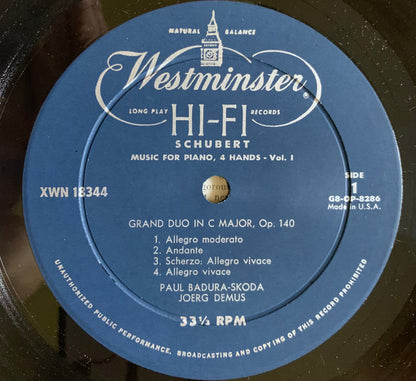 NATURAL BALANCE
Westminster®
LONG PLAY RECORDS
HI-FI
SCHUBERT
MUSIC FOR PIANO, 4 HANDS - Vol. I
XWN 18344
SIDE
1
G8-OP-8286
Made in U.S.A.
GRAND DUO IN C MAJOR, Op. 140
1. Allegro moderato
2. Andante
3. Scherzo: Allegro vivace
4. Allegro vivace
PAUL BADURA-SKODA
JOERG DEMUS
33⅓ RPM
UNAUTHORIZED PUBLIC PERFORMANCE, BROADCASTING AND COPYING OF THIS RECORD PROHIBITED